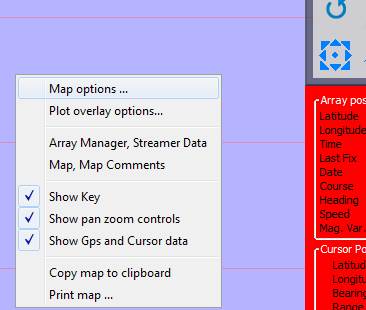 Map options ...
Plot overlay options...
Array Manager, Streamer Data
Map, Map Comments
Show Key
Show pan zoom controls
Show Gps and Cursor data
Copy map to clipboard
Print map ...
Array pos
Latitude
Longitude
Time
Last Fix
Date
Course
Heading
Speed
Mag. Var.
Cursor Po
Latitud
Longitu
Bearing
Range